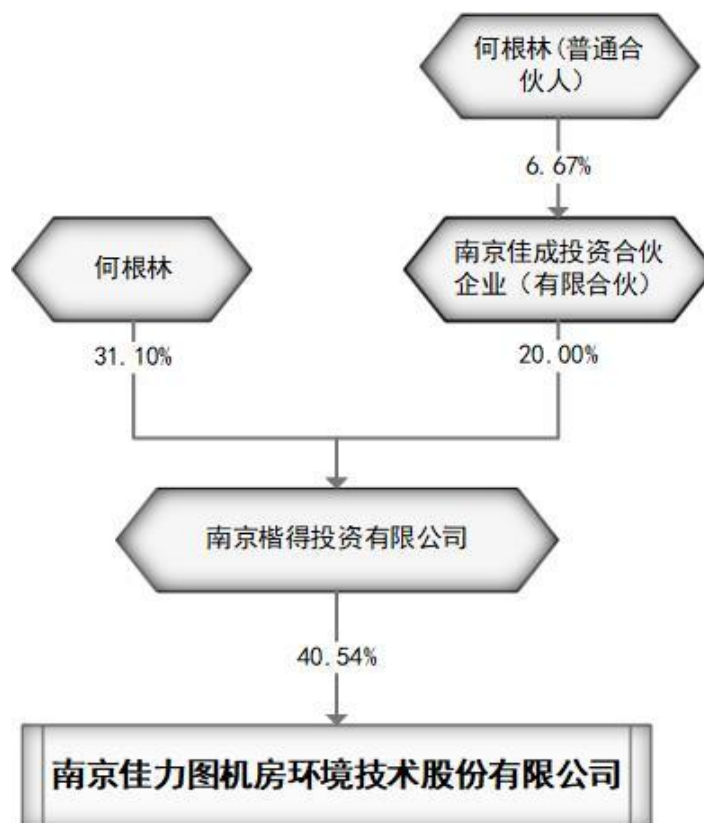 何根林(普通合
伙人）
6.67%
何根林
南京佳成投资合伙
企业（有限合伙）
31.10%
20.00%
南京楷得投资有限公司
40.54%
南京佳力图机房环境技术股份有限公司